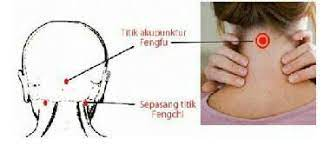 Titik akupunktur
Fengfu
Sepasang titik
Fengchi